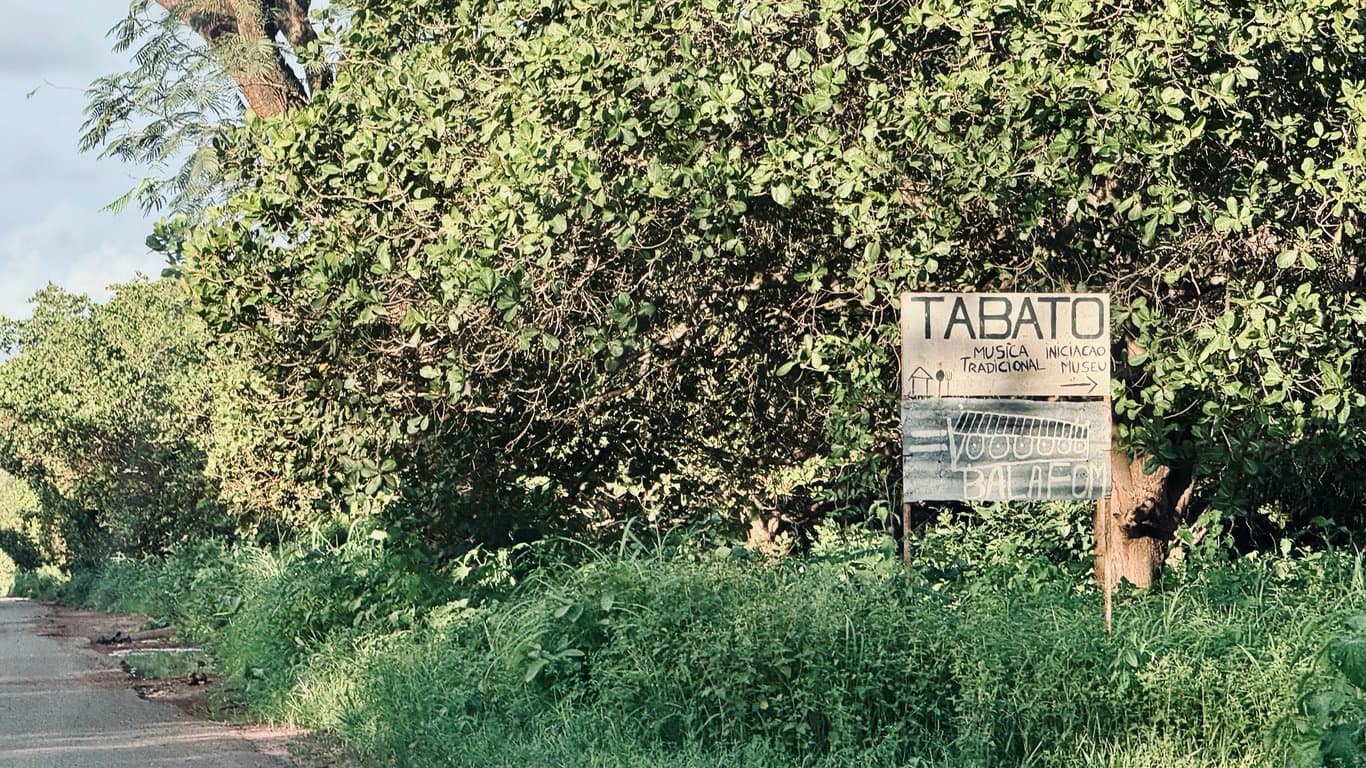 TABATO
MUSICA INICIACAO
TRADICIONAL MUSEU
BALAFOM